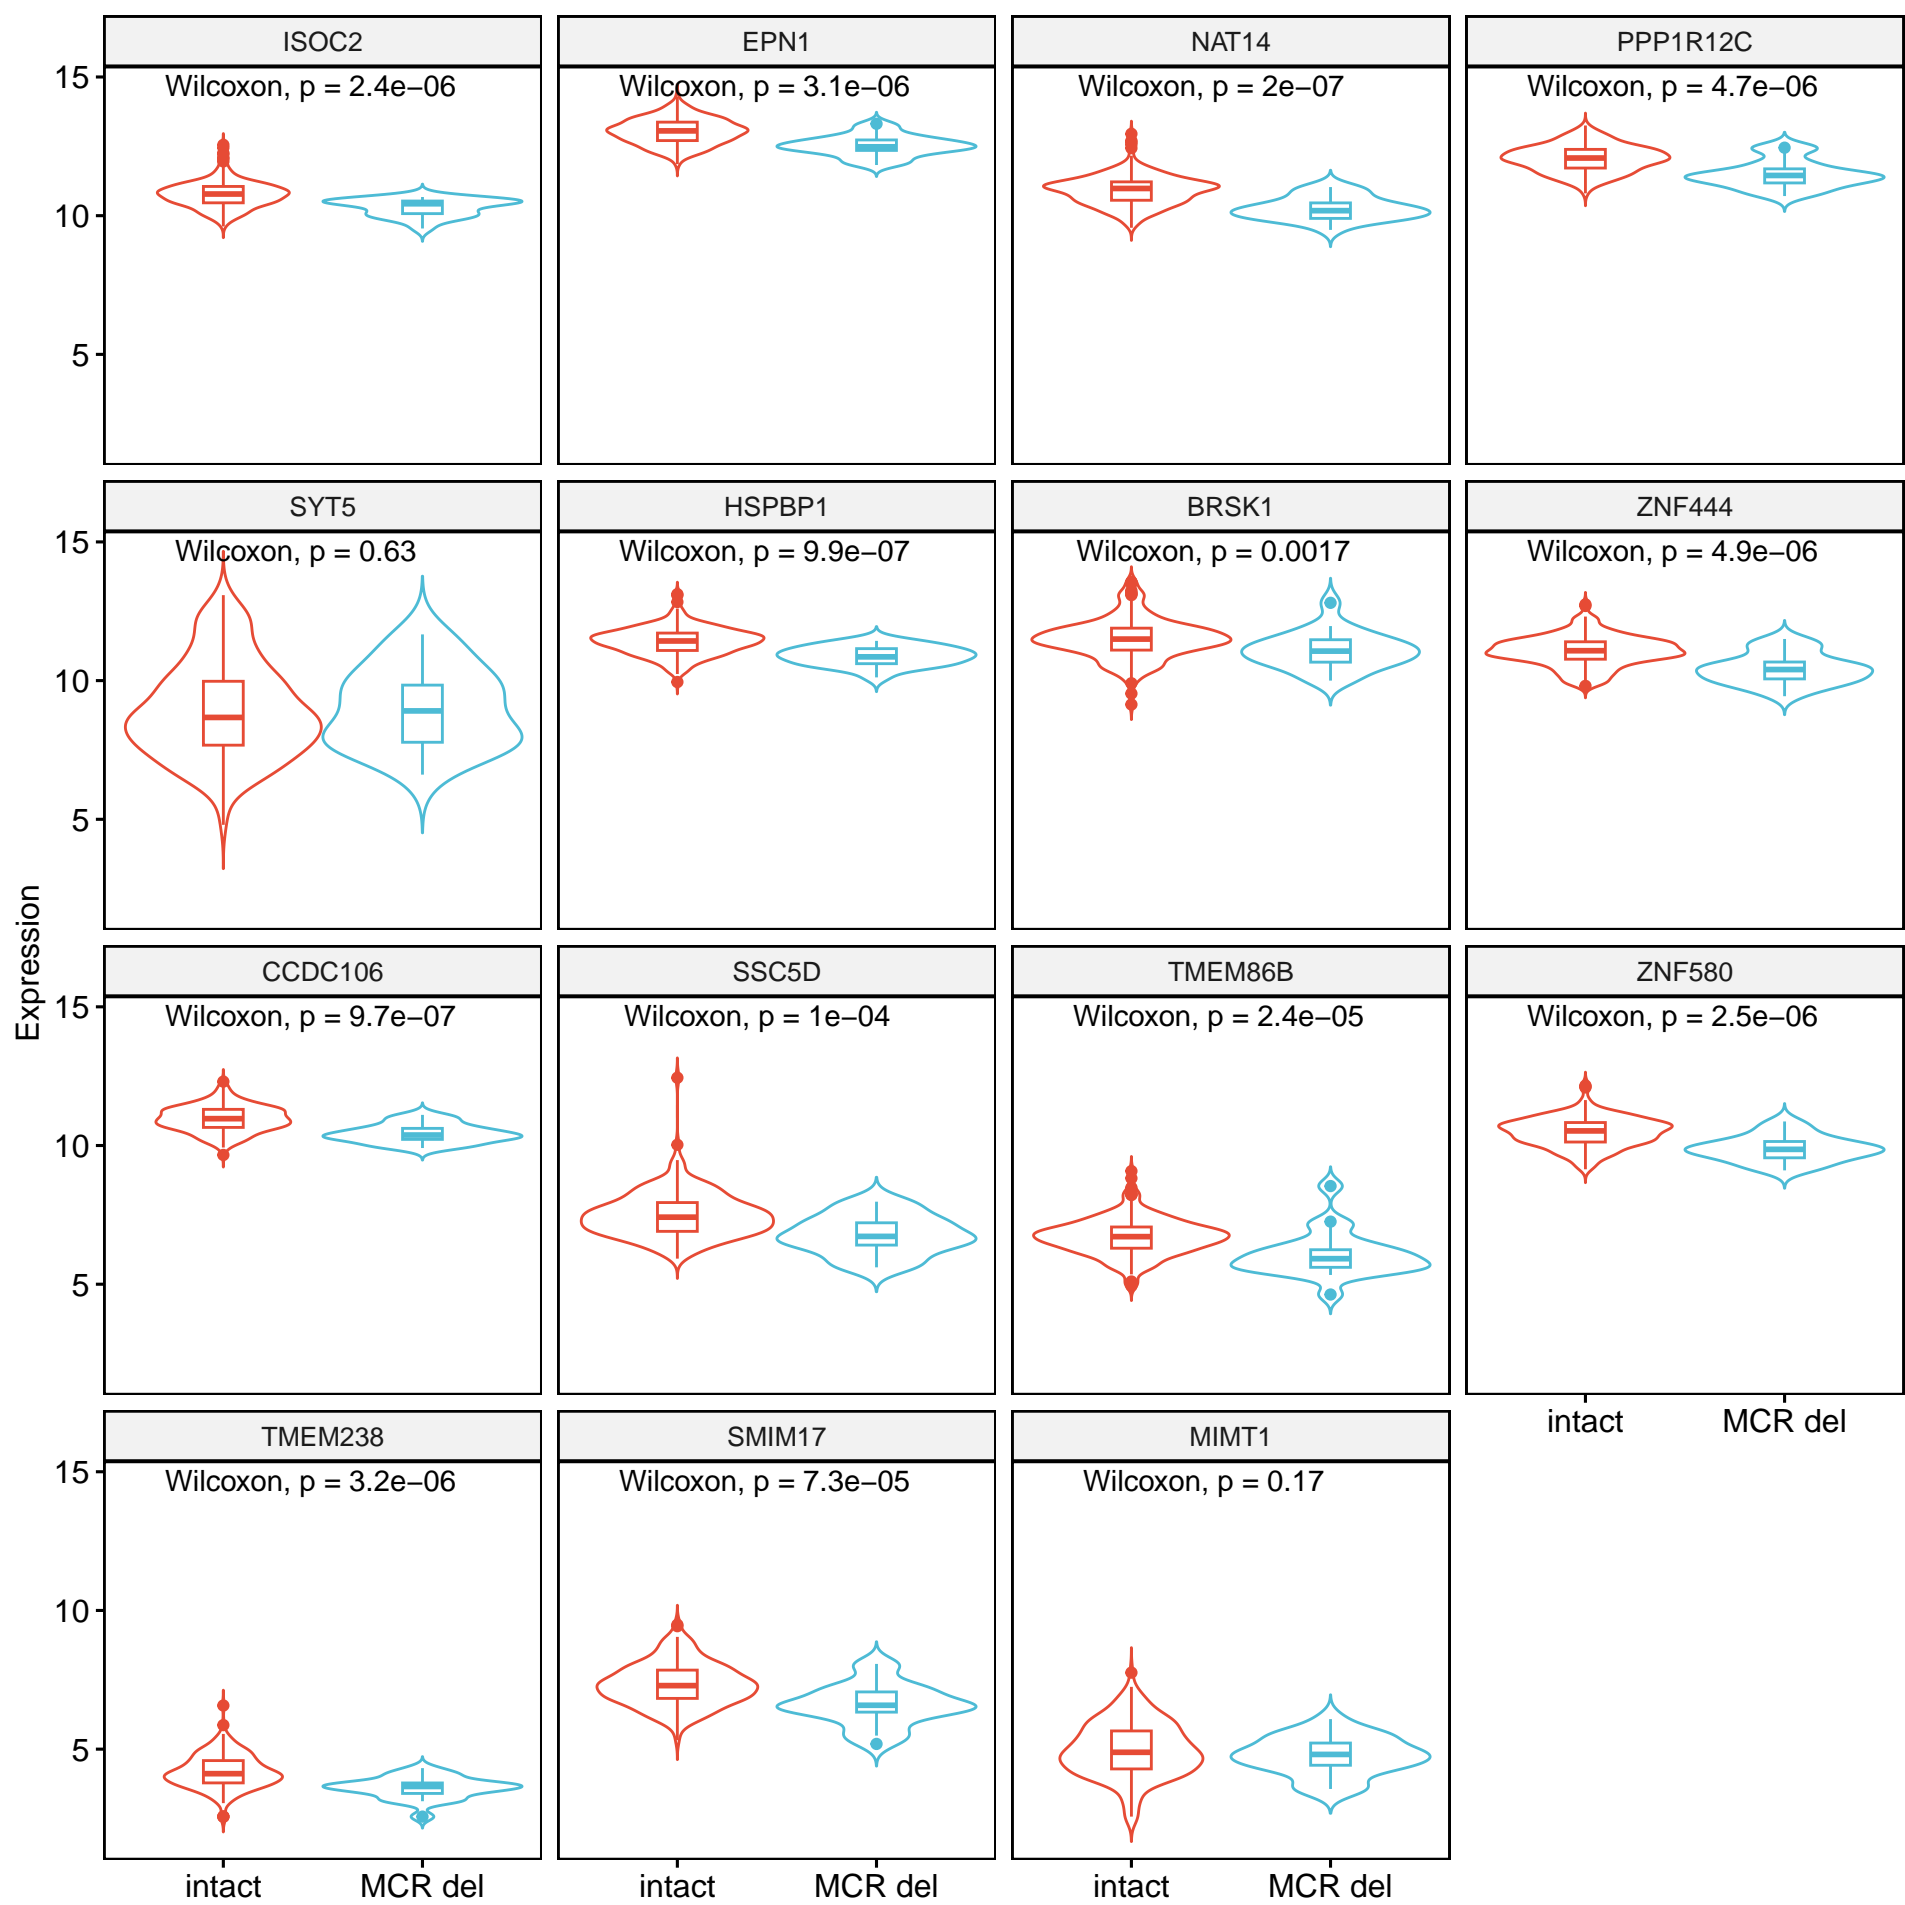 ISOC2 EPN1 NAT14 PPP1R12C
15 Wilcoxon, p = 2.4e−06 Wilcoxon, p = 3.1e−06 Wilcoxon, p = 2e−07 Wilcoxon, p = 4.7e−06
10
5
SYT5 HSPBP1 BRSK1 ZNF444
15 Wilcoxon, p = 0.63 Wilcoxon, p = 9.9e−07 Wilcoxon, p = 0.0017 Wilcoxon, p = 4.9e−06
10
5
Expression
CCDC106 SSC5D TMEM86B ZNF580
15 Wilcoxon, p = 9.7e−07 Wilcoxon, p = 1e−04 Wilcoxon, p = 2.4e−05 Wilcoxon, p = 2.5e−06
10
5
intact MCR del
TMEM238 SMIM17 MIMT1
15 Wilcoxon, p = 3.2e−06 Wilcoxon, p = 7.3e−05 Wilcoxon, p = 0.17
10
5
intact MCR del intact MCR del intact MCR del